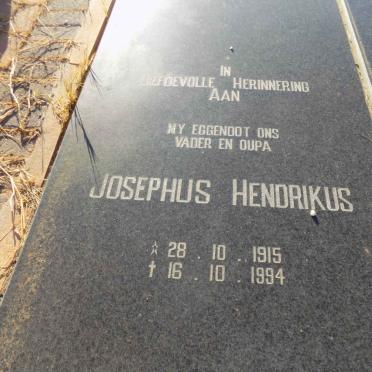 IN
LIEFDEVOLLE HERINNERING
AAN
MY EGGENOOT ONS
VADER EN OUPA
JOSEPHUS HENDRIKUS
28 . 10 . 1915
† 16 . 10 . 1994